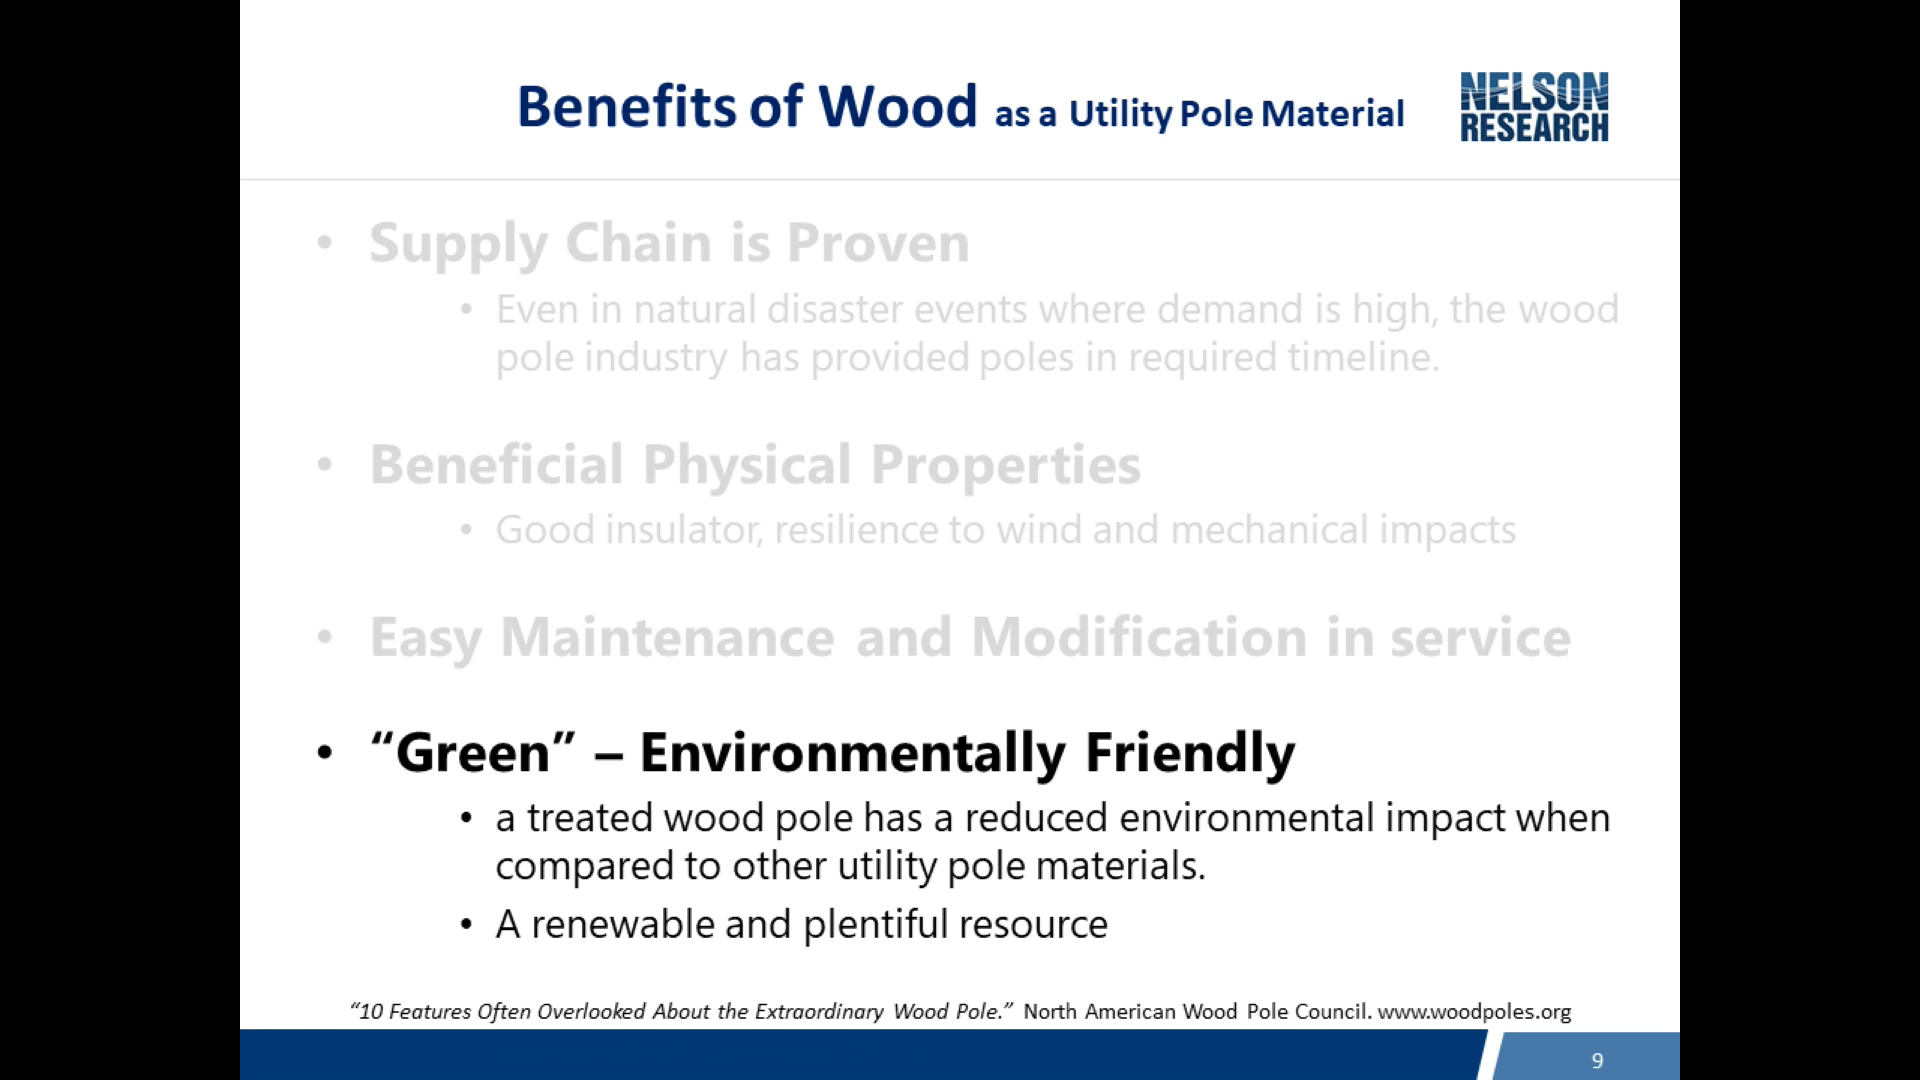 Benefits of Wood as a Utility Pole Material
NELSON
RESEARCH
• Supply Chain is Proven
• Even in natural disaster events where demand is high, the wood
pole industry has provided poles in required timeline.
• Beneficial Physical Properties
• Good insulator, resilience to wind and mechanical impacts
• Easy Maintenance and Modification in service
• “Green” – Environmentally Friendly
• a treated wood pole has a reduced environmental impact when
compared to other utility pole materials.
• A renewable and plentiful resource
“10 Features Often Overlooked About the Extraordinary Wood Pole.” North American Wood Pole Council. www.woodpoles.org
9